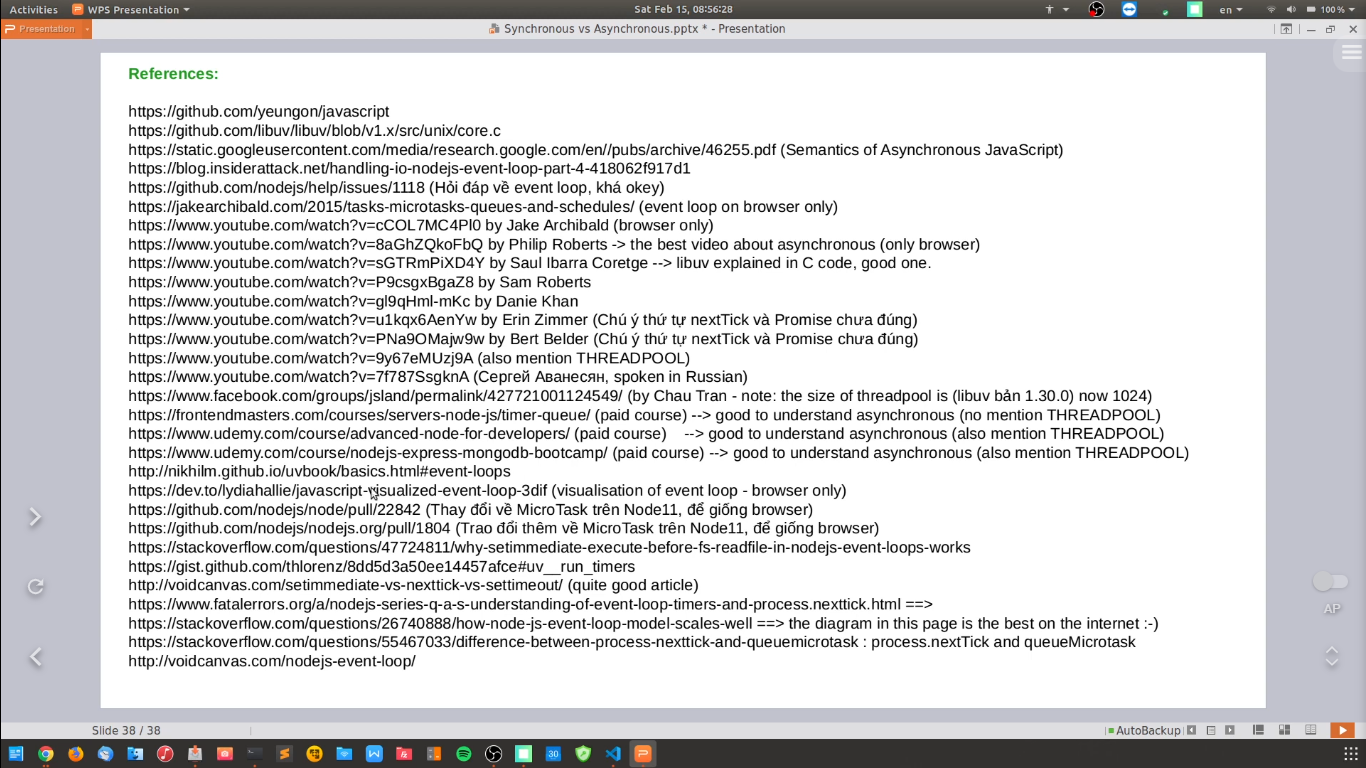 Activities WPS Presentation Sat Feb 15, 08:56:28 en 100%
Presentation Synchronous vs Asynchronous.pptx * - Presentation
References:
https://github.com/yeungon/javascript
https://github.com/libuv/libuv/blob/v1.x/src/unix/core.c
https://static.googleusercontent.com/media/research.google.com/en//pubs/archive/46255.pdf (Semantics of Asynchronous JavaScript)
https://blog.insiderattack.net/handling-io-nodejs-event-loop-part-4-418062f917d1
https://github.com/nodejs/help/issues/1118 (Hỏi đáp về event loop, khá okey)
https://jakearchibald.com/2015/tasks-microtasks-queues-and-schedules/ (event loop on browser only)
https://www.youtube.com/watch?v=cCOL7MC4Pl0 by Jake Archibald (browser only)
https://www.youtube.com/watch?v=8aGhZQkoFbQ by Philip Roberts -> the best video about asynchronous (only browser)
https://www.youtube.com/watch?v=sGTRmPiXD4Y by Saul Ibarra Coretge --> libuv explained in C code, good one.
https://www.youtube.com/watch?v=P9csgxBgaZ8 by Sam Roberts
https://www.youtube.com/watch?v=gl9qHml-mKc by Danie Khan
https://www.youtube.com/watch?v=u1kqx6AenYw by Erin Zimmer (Chú ý thứ tự nextTick và Promise chưa đúng)
https://www.youtube.com/watch?v=PNa9OMajw9w by Bert Belder (Chú ý thứ tự nextTick và Promise chưa đúng)
https://www.youtube.com/watch?v=9y67eMUzj9A (also mention THREADPOOL)
https://www.youtube.com/watch?v=7f787SsgknA (Сергей Аванесян, spoken in Russian)
https://www.facebook.com/groups/jsland/permalink/427721001124549/ (by Chau Tran - note: the size of threadpool is (libuv bản 1.30.0) now 1024)
https://frontendmasters.com/courses/servers-node-js/timer-queue/ (paid course) --> good to understand asynchronous (no mention THREADPOOL)
https://www.udemy.com/course/advanced-node-for-developers/ (paid course) --> good to understand asynchronous (also mention THREADPOOL)
https://www.udemy.com/course/nodejs-express-mongodb-bootcamp/ (paid course) --> good to understand asynchronous (also mention THREADPOOL)
http://nikhilm.github.io/uvbook/basics.html#event-loops
https://dev.to/lydiahallie/javascript-visualized-event-loop-3dif (visualisation of event loop - browser only)
https://github.com/nodejs/node/pull/22842 (Thay đổi về MicroTask trên Node11, để giống browser)
https://github.com/nodejs/nodejs.org/pull/1804 (Trao đổi thêm về MicroTask trên Node11, để giống browser)
https://stackoverflow.com/questions/47724811/why-setimmediate-execute-before-fs-readfile-in-nodejs-event-loops-works
https://gist.github.com/thlorenz/8dd5d3a50ee14457afce#uv__run_timers
http://voidcanvas.com/setimmediate-vs-nexttick-vs-settimeout/ (quite good article)
https://www.fatalerrors.org/a/nodejs-series-q-a-s-understanding-of-event-loop-timers-and-process.nexttick.html ==>
https://stackoverflow.com/questions/26740888/how-node-js-event-loop-model-scales-well ==> the diagram in this page is the best on the internet :-)
https://stackoverflow.com/questions/55467033/difference-between-process-nexttick-and-queuemicrotask : process.nextTick and queueMicrotask
http://voidcanvas.com/nodejs-event-loop/
AP
Slide 38 / 38 AutoBackup
30